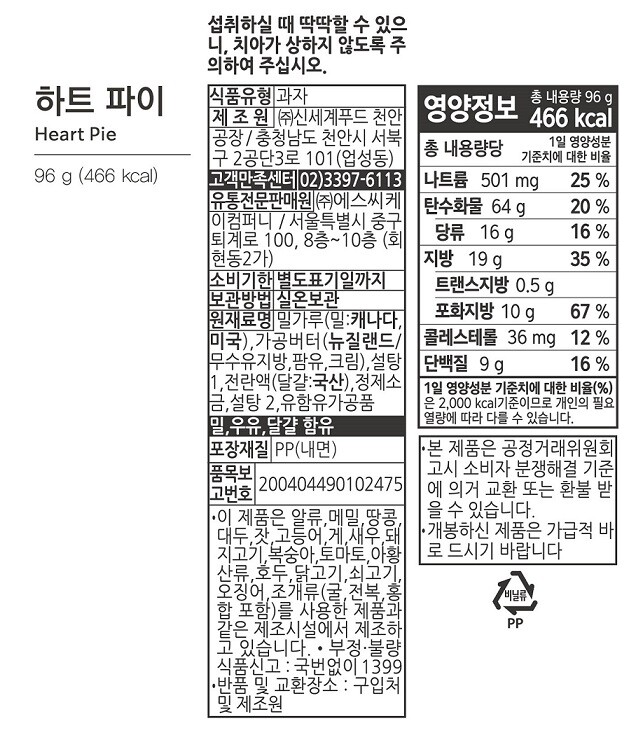 섭취하실 때 딱딱할 수 있으
니, 치아가 상하지 않도록 주
의하여 주십시오.
하트 파이
Heart Pie
96 g (466 kcal)
식품유형 과자
제 조 원 ㈜신세계푸드 천안
공장 / 충청남도 천안시 서북
구 2공단3로 101(업성동)
고객만족센터 02)3397-6113
유통전문판매원 ㈜에스씨케
이컴퍼니 / 서울특별시 중구
퇴계로 100, 8층~10층 (회
현동2가)
소비기한 별도표기일까지
보관방법 실온보관
원재료명 밀가루(밀:캐나다,
미국),가공버터(뉴질랜드/
무수유지방,팜유,크림),설탕
1,전란액(달걀:국산),정제소
금,설탕 2,유함유가공품
밀,우유,달걀 함유
포장재질 PP(내면)
품목보
고번호 200404490102475
•이 제품은 알류,메밀,땅콩,
대두,잣,고등어,게,새우,돼
지고기,복숭아,토마토,아황
산류,호두,닭고기,쇠고기,
오징어,조개류(굴,전복,홍
합 포함)를 사용한 제품과
같은 제조시설에서 제조하
고 있습니다. • 부정·불량
식품신고 : 국번없이 1399
•반품 및 교환장소 : 구입처
및 제조원
영양정보 총 내용량 96 g
466 kcal
총 내용량당 1일 영양성분
기준치에 대한 비율
나트륨 501 mg 25 %
탄수화물 64 g 20 %
당류 16 g 16 %
지방 19 g 35 %
트랜스지방 0.5 g
포화지방 10 g 67 %
콜레스테롤 36 mg 12 %
단백질 9 g 16 %
1일 영양성분 기준치에 대한 비율(%)
은 2,000 kcal기준이므로 개인의 필요
열량에 따라 다를 수 있습니다.
•본 제품은 공정거래위원회
고시 소비자 분쟁해결 기준
에 의거 교환 또는 환불 받
을 수 있습니다.
•개봉하신 제품은 가급적 바
로 드시기 바랍니다
비닐류
PP